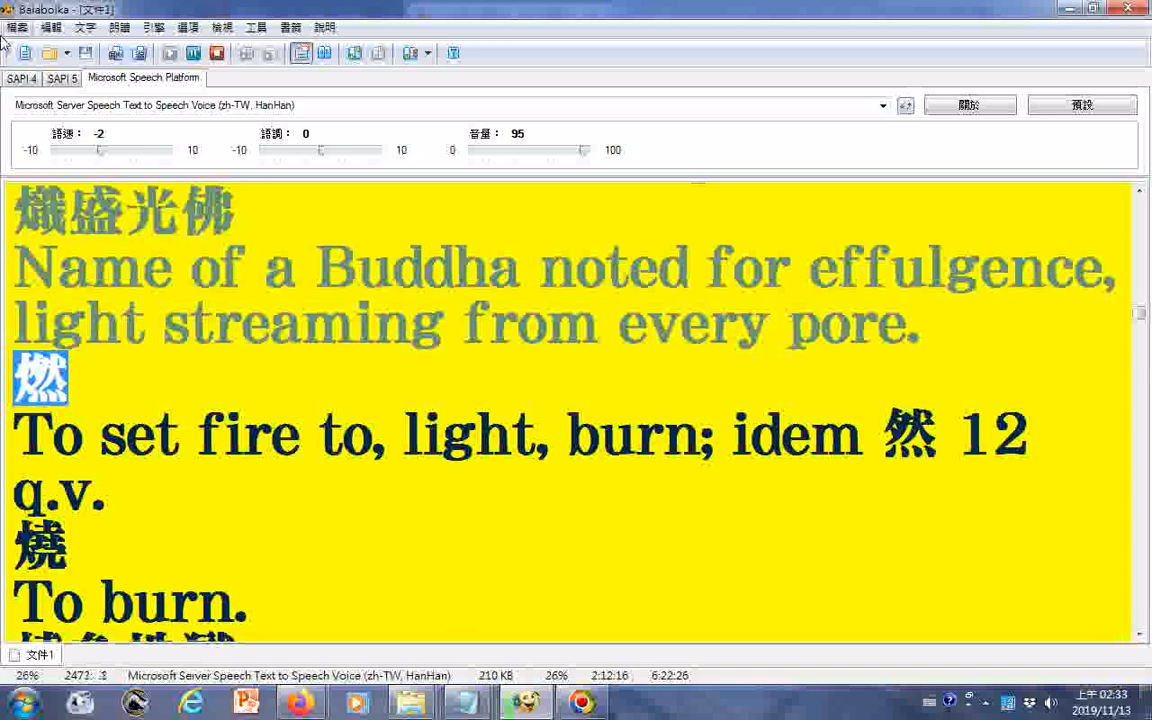 Balabolka - [文件1]
檔案 編輯 文字 朗讀 引擎 選項 檢視 工具 書籤 說明
SAPI 4 SAPI 5 Microsoft Speech Platform
Microsoft Server Speech Text to Speech Voice (zh-TW, HanHan) 關於 預設
語速： -2 語調： 0 音量： 95
-10 10 -10 10 0 100
熾盛光佛
Name of a Buddha noted for effulgence,
light streaming from every pore.
燃
To set fire to, light, burn; idem 然 12
q.v.
燒
To burn.
文件1
26% Microsoft Server Speech Text to Speech Voice (zh-TW, HanHan) 210 KB 26% 2:12:16 6:22:26
上午 02:33
2019/11/13